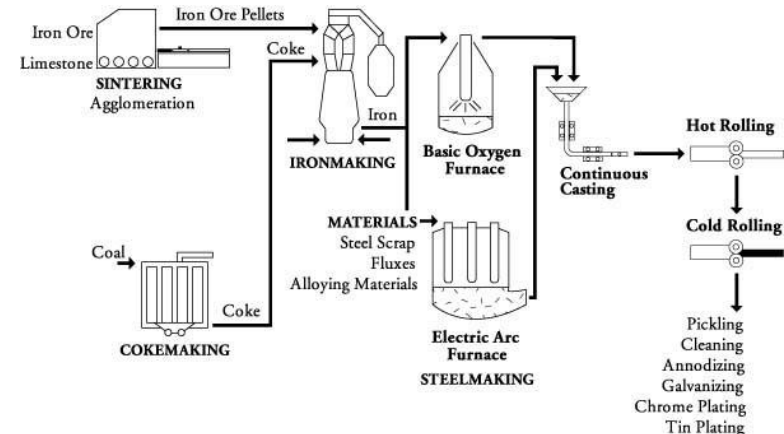 Iron Ore Pellets
Iron Ore
Limestone
SINTERING
Agglomeration
Coke
Iron
IRONMAKING
Basic Oxygen
Furnace
Continuous
Casting
Hot Rolling
Cold Rolling
MATERIALS
Steel Scrap
Fluxes
Alloying Materials
Coal
Coke
COKEMAKING
Electric Arc
Furnace
STEELMAKING
Pickling
Cleaning
Annodizing
Galvanizing
Chrome Plating
Tin Plating